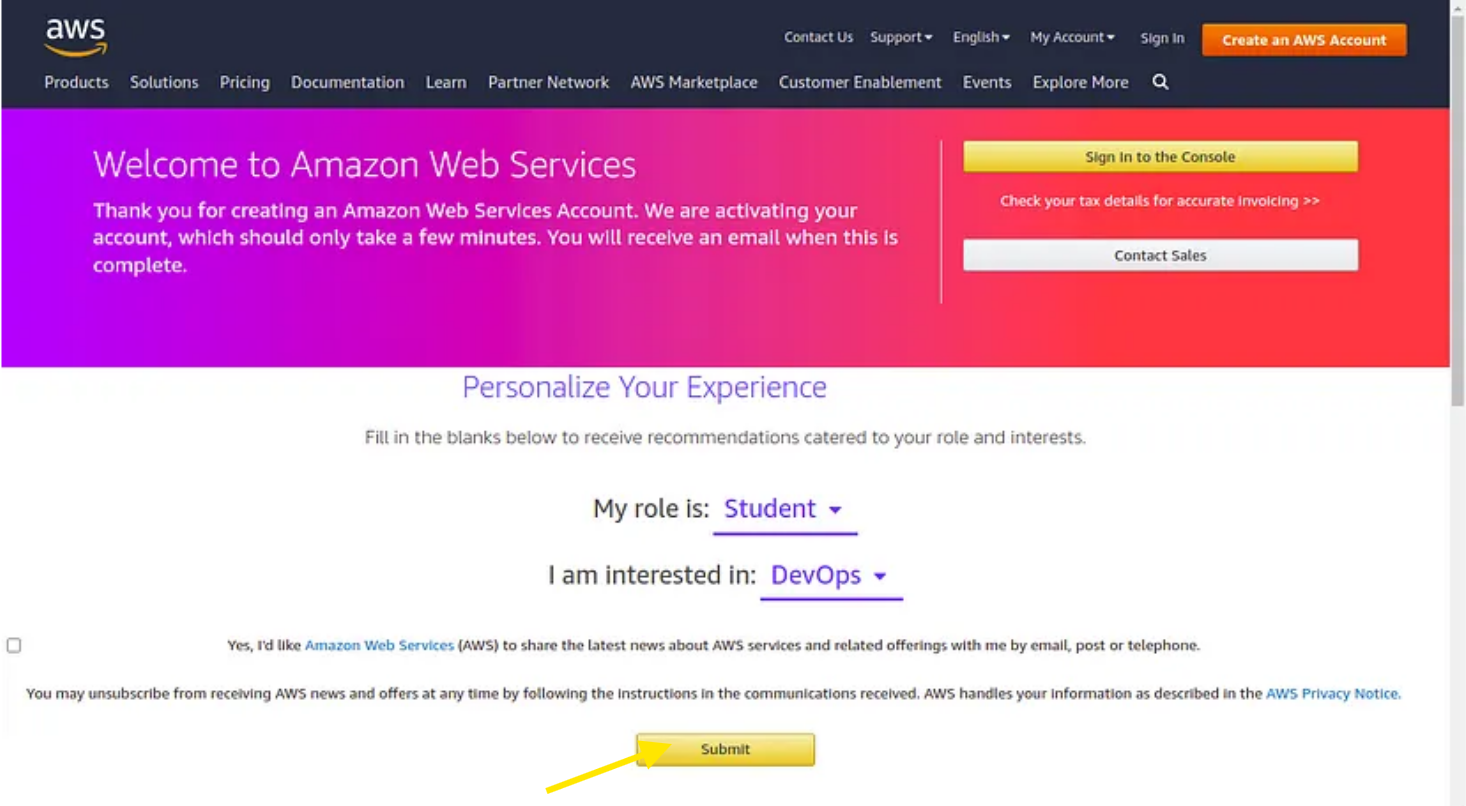 aws
Contact Us Support English My Account Sign In Create an AWS Account
Products Solutions Pricing Documentation Learn Partner Network AWS Marketplace Customer Enablement Events Explore More
Welcome to Amazon Web Services
Thank you for creating an Amazon Web Services Account. We are activating your
account, which should only take a few minutes. You will receive an email when this is
complete.
Sign In to the Console
Check your tax details for accurate invoicing >>
Contact Sales
Personalize Your Experience
Fill in the blanks below to receive recommendations catered to your role and interests.
My role is: Student
I am interested in: DevOps
Yes, I'd like Amazon Web Services (AWS) to share the latest news about AWS services and related offerings with me by email, post or telephone.
You may unsubscribe from receiving AWS news and offers at any time by following the instructions in the communications received. AWS handles your information as described in the AWS Privacy Notice.
Submit